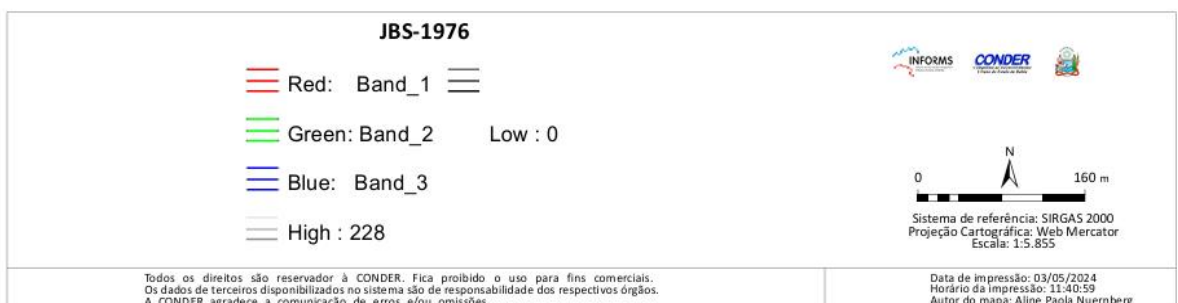 JBS-1976
Red: Band_1
Green: Band_2 Low : 0
Blue: Band_3
High : 228
INFORMS CONDER
N
0 160 m
Sistema de referência: SIRGAS 2000
Projeção Cartográfica: Web Mercator
Escala: 1:5.855
Todos os direitos são reservador à CONDER. Fica proibido o uso para fins comerciais.
Os dados de terceiros disponibilizados no sistema são de responsabilidade dos respectivos órgãos.
A CONDER agradece a comunicação de erros e/ou omissões.
Data de impressão: 03/05/2024
Horário da impressão: 11:40:59
Autor do mapa: Aline Paola Nuernberg